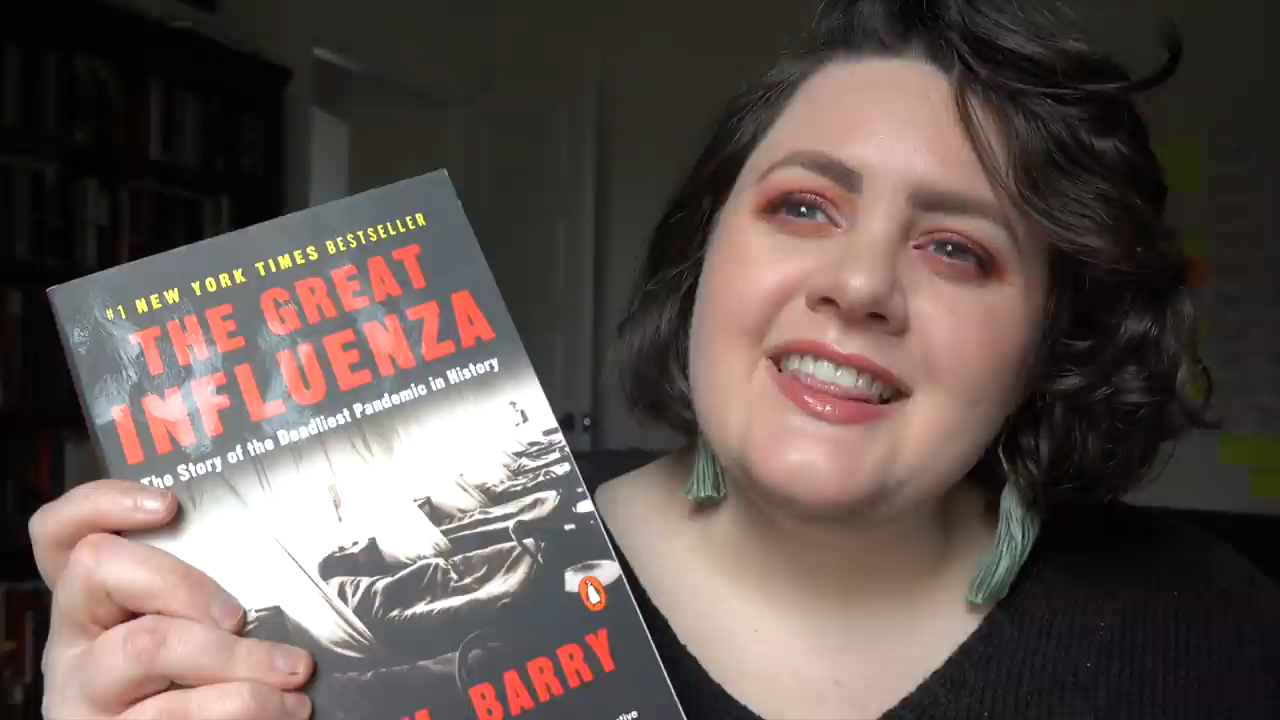 #1 NEW YORK TIMES BESTSELLER
THE GREAT
INFLUENZA
The Story of the Deadliest Pandemic in History
BARRY